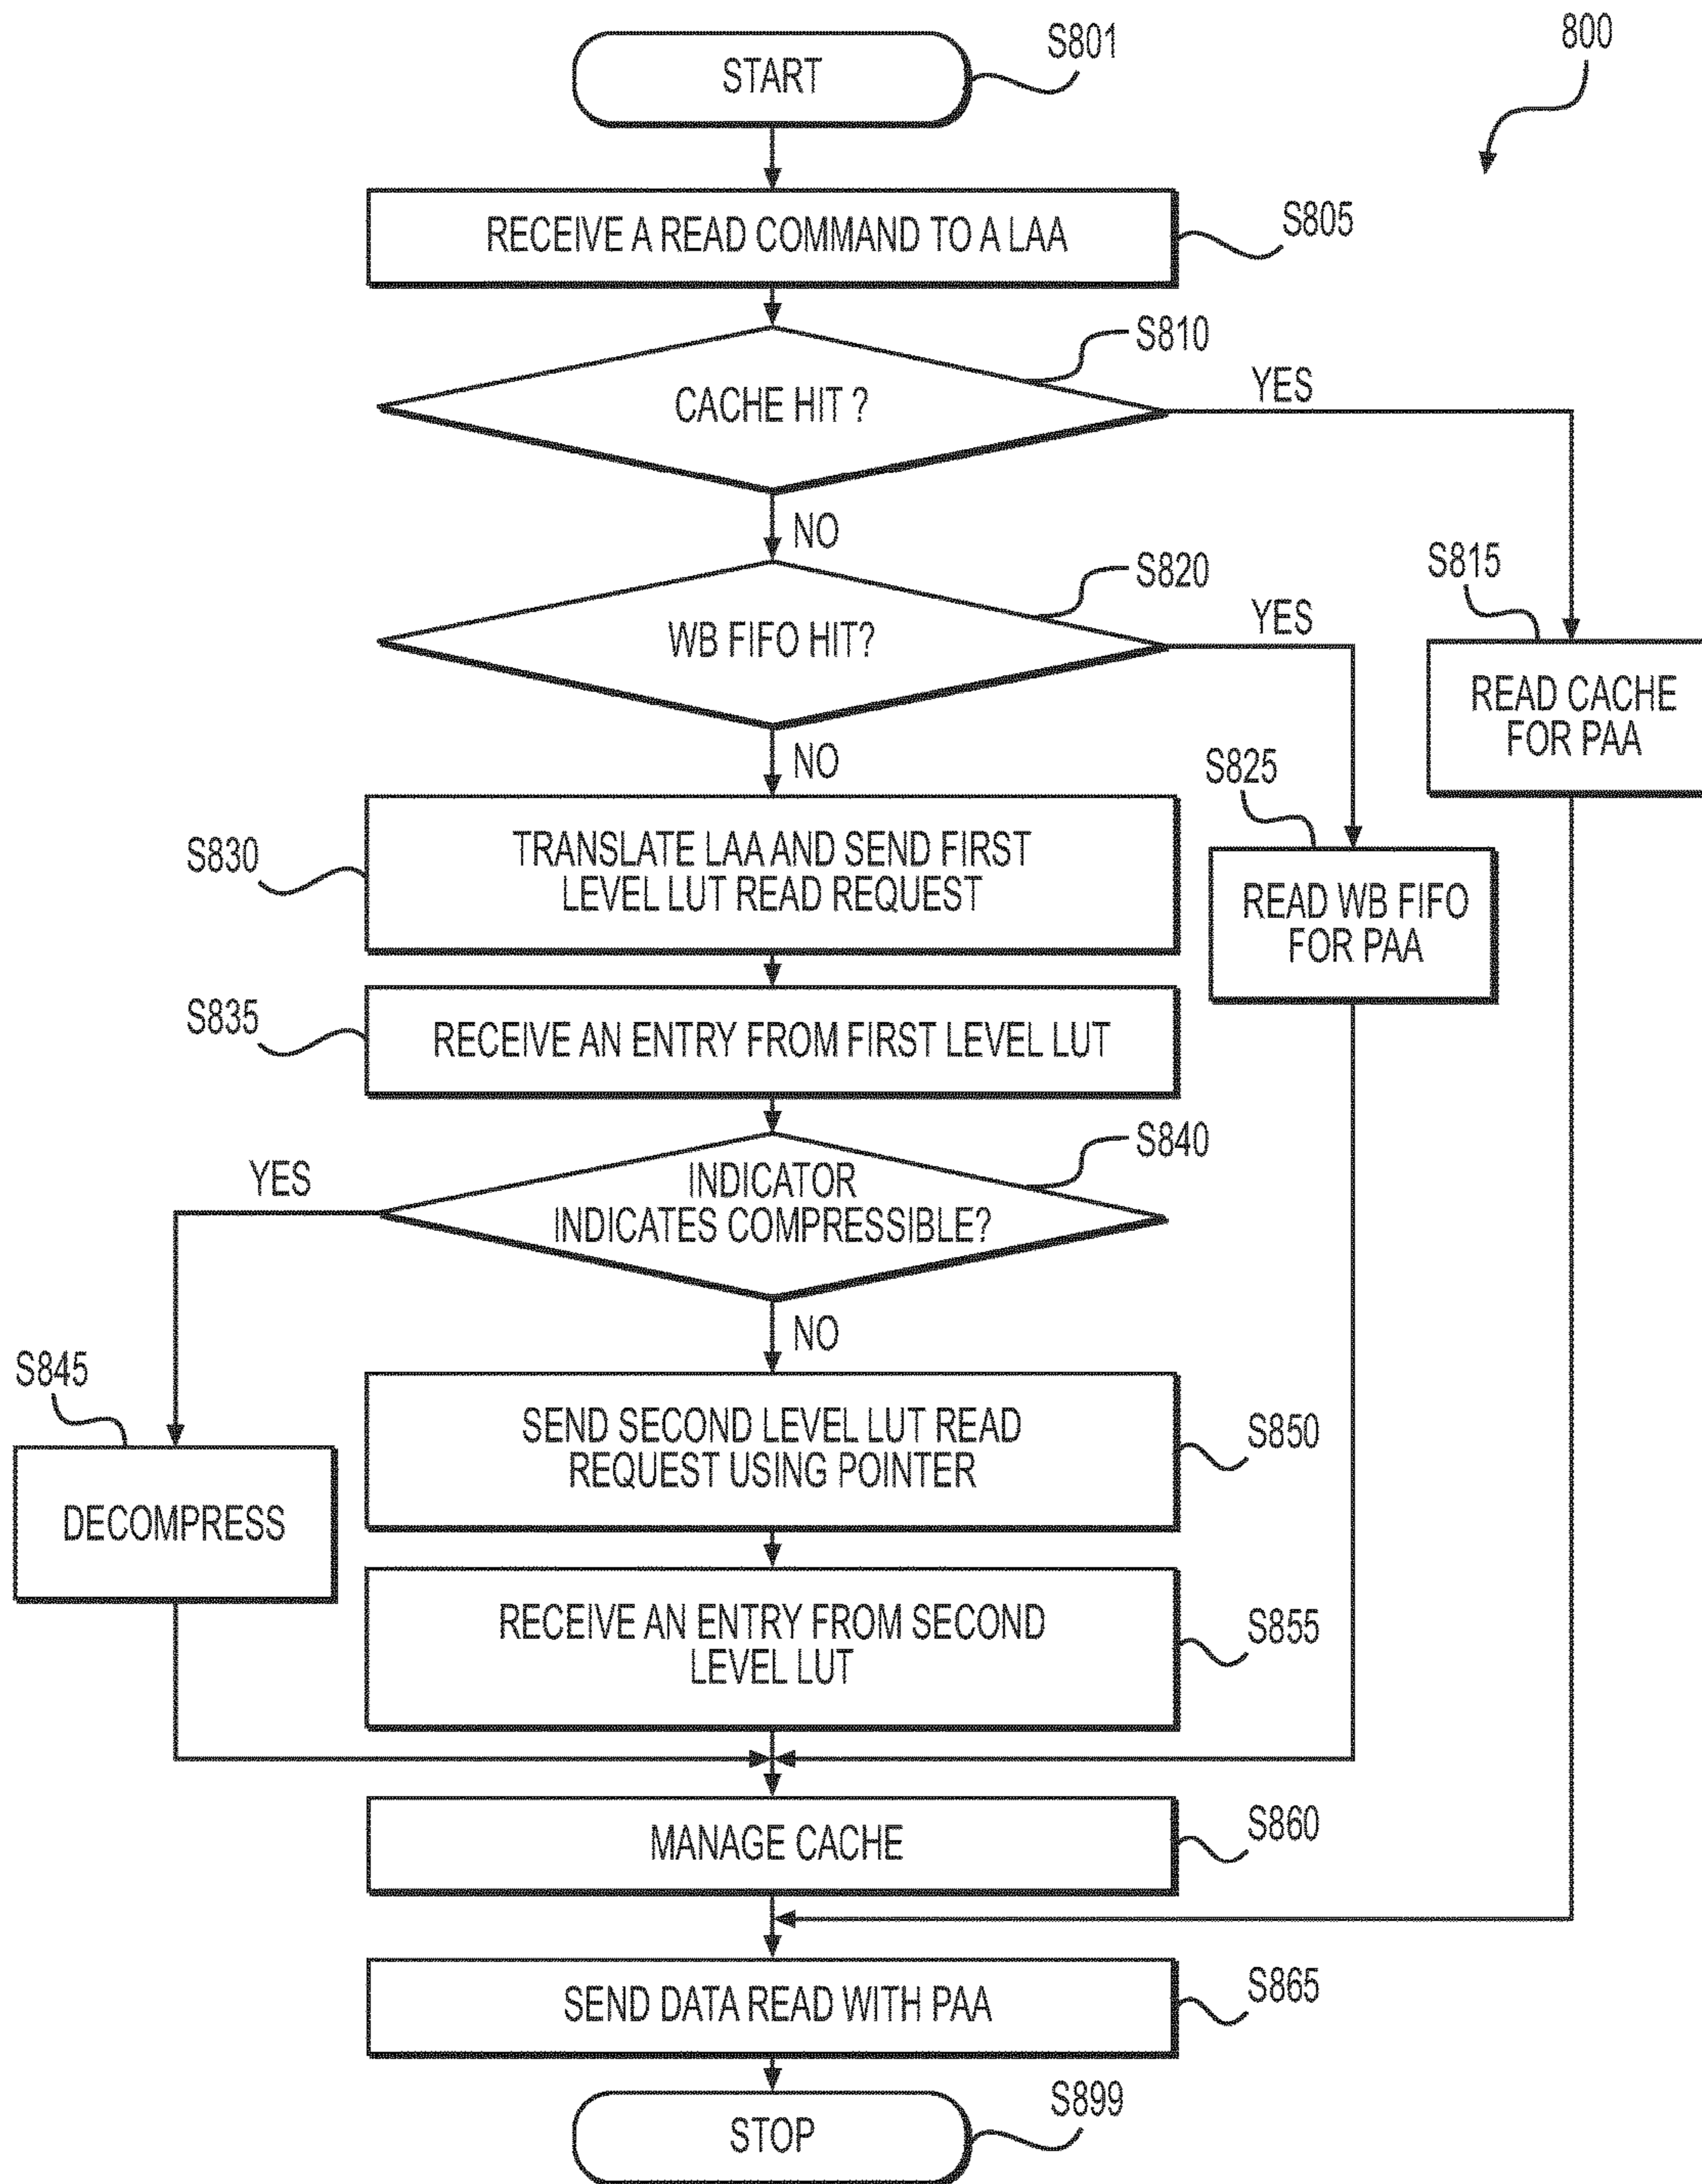 START
S801
800
RECEIVE A READ COMMAND TO A LAA
S805
CACHE HIT ?
S810
YES
NO
S815
READ CACHE
FOR PAA
WB FIFO HIT?
S820
YES
NO
S825
READ WB FIFO
FOR PAA
S830
TRANSLATE LAA AND SEND FIRST
LEVEL LUT READ REQUEST
S835
RECEIVE AN ENTRY FROM FIRST LEVEL LUT
S840
YES
INDICATOR
INDICATES COMPRESSIBLE?
NO
S845
DECOMPRESS
SEND SECOND LEVEL LUT READ
REQUEST USING POINTER
S850
RECEIVE AN ENTRY FROM SECOND
LEVEL LUT
S855
MANAGE CACHE
S860
SEND DATA READ WITH PAA
S865
STOP
S899